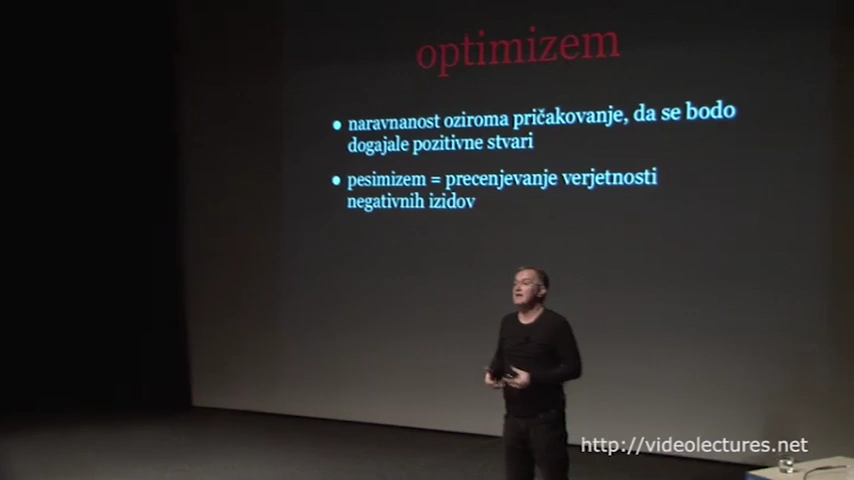 optimizem
• naravnanost oziroma pričakovanje, da se bodo
dogajale pozitivne stvari
• pesimizem = precenjevanje verjetnosti
negativnih izidov
http://videolectures.net